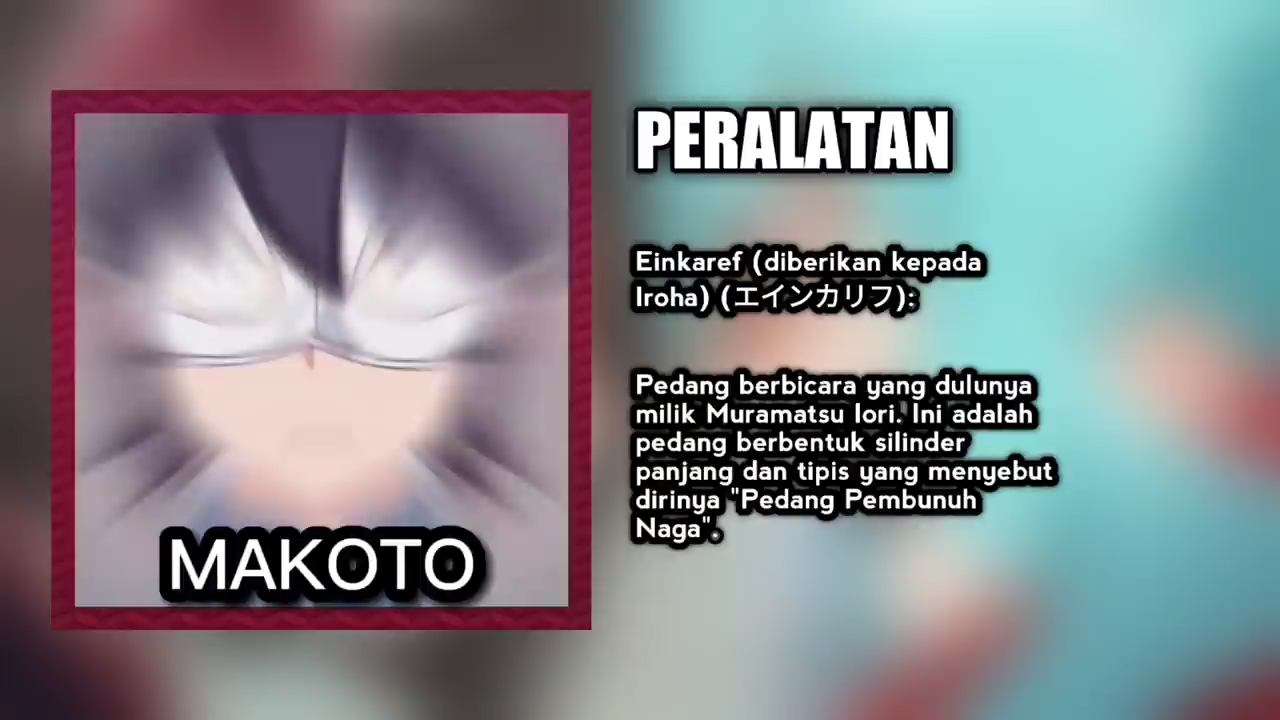 MAKOTO
PERALATAN
Einkaref (diberikan kepada
Iroha) (エインカリフ):
Pedang berbicara yang dulunya
milik Muramatsu Iori. Ini adalah
pedang berbentuk silinder
panjang dan tipis yang menyebut
dirinya "Pedang Pembunuh
Naga".